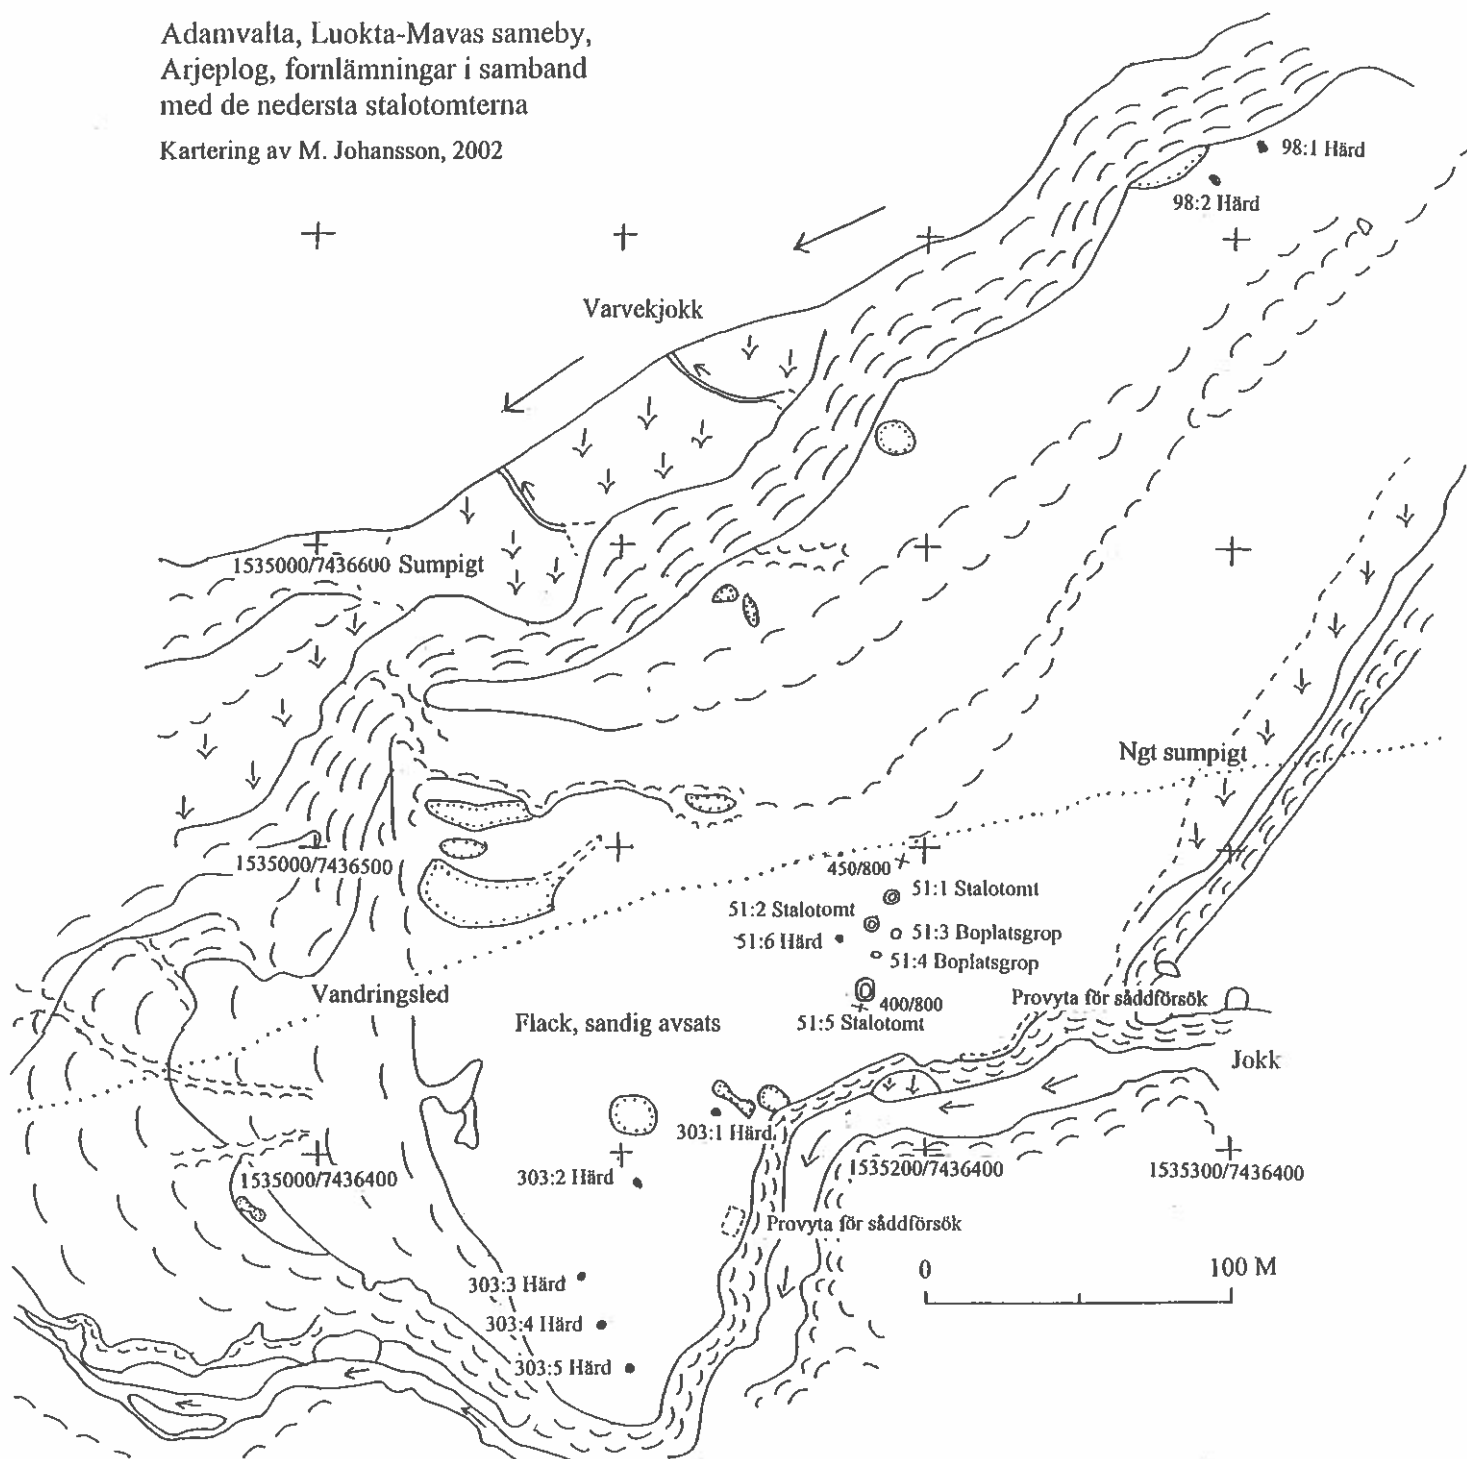 Adamvalta, Luokta-Mavas sameby,
Arjeplog, fornlämningar i samband
med de nedersta stalotomterna
Kartering av M. Johansson, 2002
98:1 Härd
98:2 Härd
Varvekjokk
1535000/7436600 Sumpigt
Ngt sumpigt
1535000/7436500
450/800
51:1 Stalotomt
51:2 Stalotomt
51:3 Boplatsgrop
51:6 Härd
51:4 Boplatsgrop
Vandringsled
400/800
Provyta för såddförsök
Flack, sandig avsats
51:5 Stalotomt
Jokk
303:1 Härd
1535000/7436400
303:2 Härd
1535200/7436400
1535300/7436400
Provyta för såddförsök
0
100 M
303:3 Härd
303:4 Härd
303:5 Härd